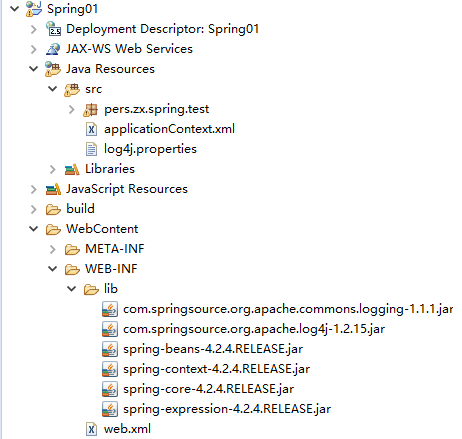 Spring01
Deployment Descriptor: Spring01
JAX-WS Web Services
Java Resources
src
pers.zx.spring.test
applicationContext.xml
log4j.properties
Libraries
JavaScript Resources
build
WebContent
META-INF
WEB-INF
lib
com.springsource.org.apache.commons.logging-1.1.1.jar
com.springsource.org.apache.log4j-1.2.15.jar
spring-beans-4.2.4.RELEASE.jar
spring-context-4.2.4.RELEASE.jar
spring-core-4.2.4.RELEASE.jar
spring-expression-4.2.4.RELEASE.jar
web.xml